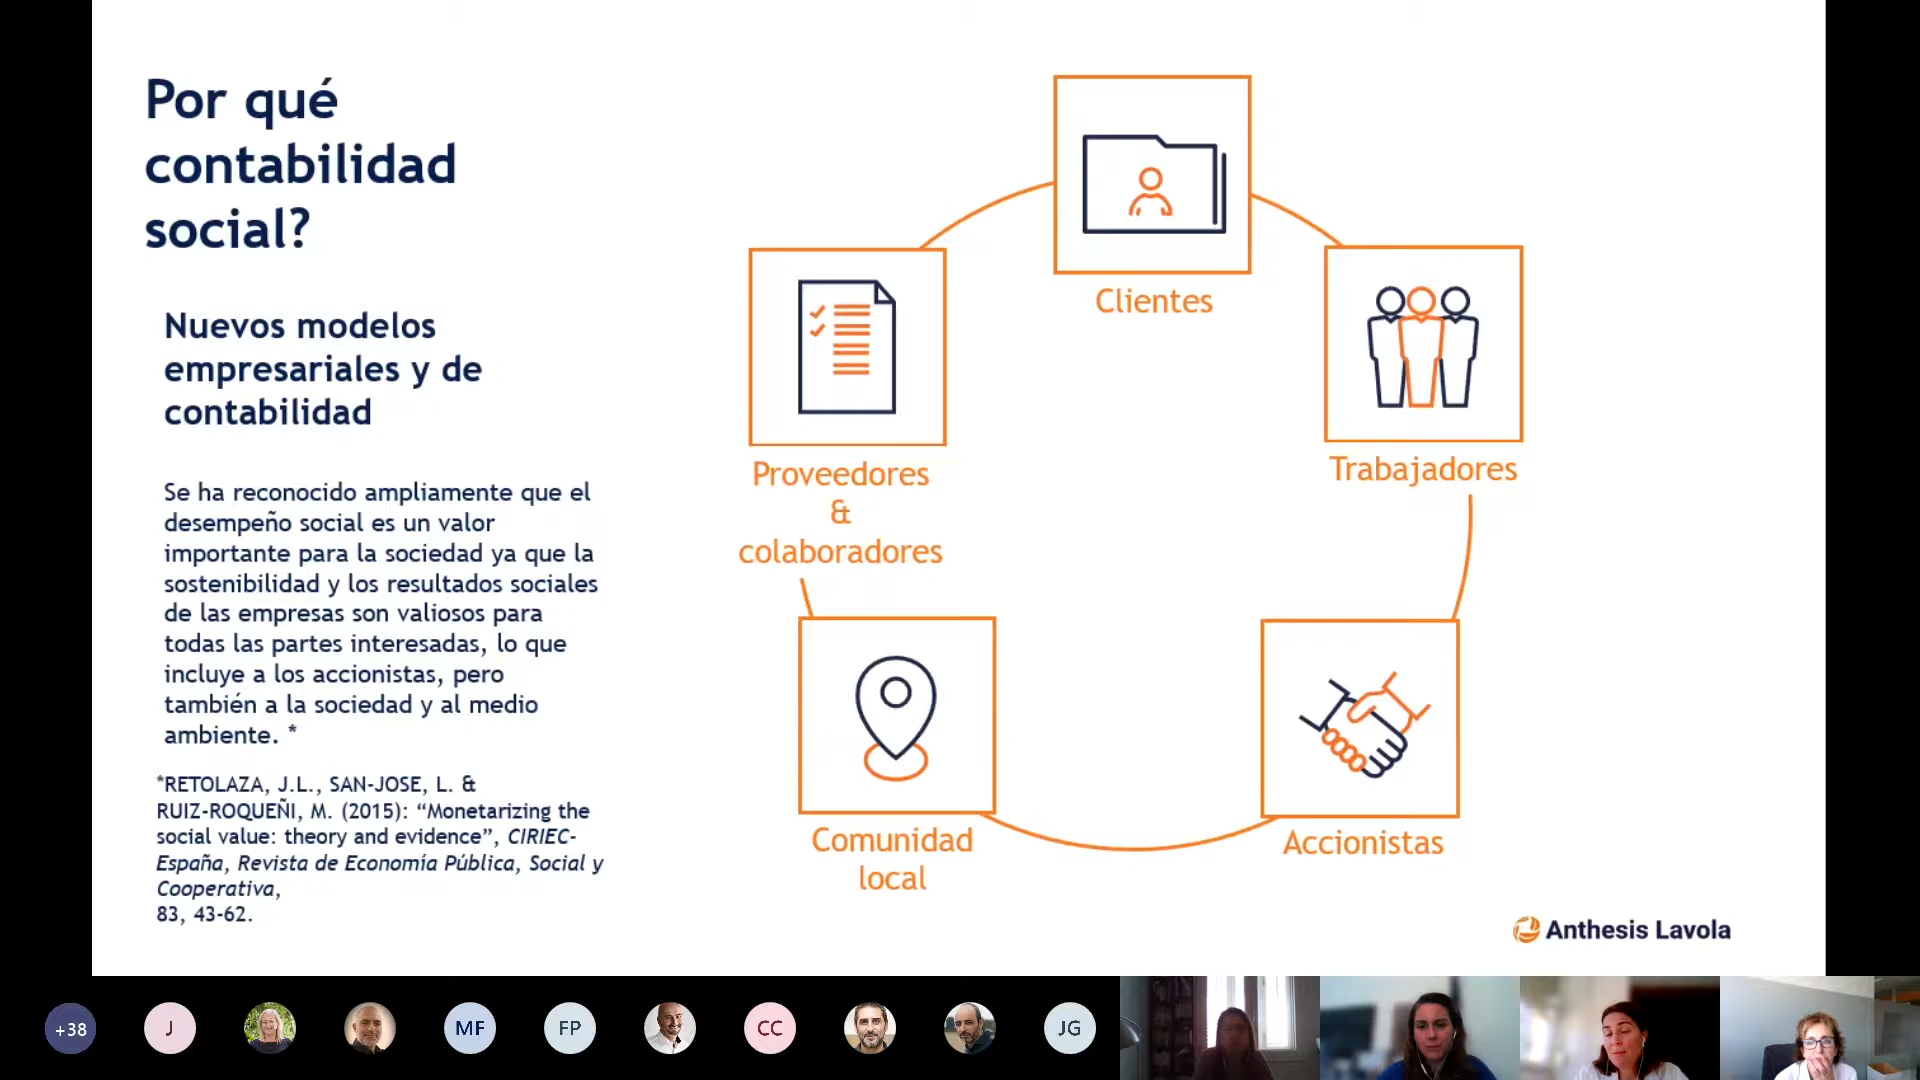 Por qué
contabilidad
social?
Nuevos modelos
empresariales y de
contabilidad
Se ha reconocido ampliamente que el
desempeño social es un valor
importante para la sociedad ya que la
sostenibilidad y los resultados sociales
de las empresas son valiosos para
todas las partes interesadas, lo que
incluye a los accionistas, pero
también a la sociedad y al medio
ambiente. *
*RETOLAZA, J.L., SAN-JOSE, L. &
RUIZ-ROQUEÑI, M. (2015): “Monetarizing the
social value: theory and evidence”, CIRIEC-
España, Revista de Economía Pública, Social y
Cooperativa,
83, 43-62.
Clientes
Trabajadores
Proveedores
&
colaboradores
Comunidad
local
Accionistas
Anthesis Lavola
+38
J
MF
FP
CC
JG